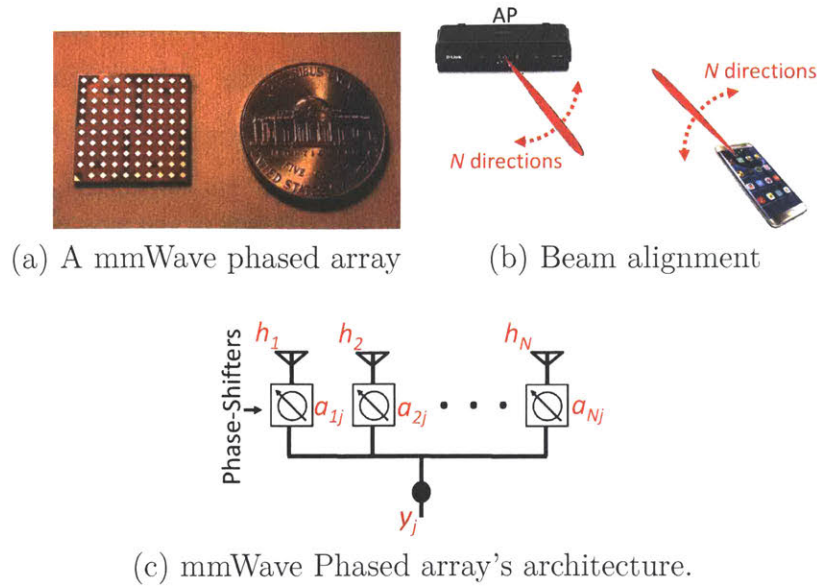 AP
N directions
N directions
(a) A mmWave phased array
(b) Beam alignment
Phase-Shifters
h1
h2
hN
a1j
a2j
aNj
yj
(c) mmWave Phased array's architecture.